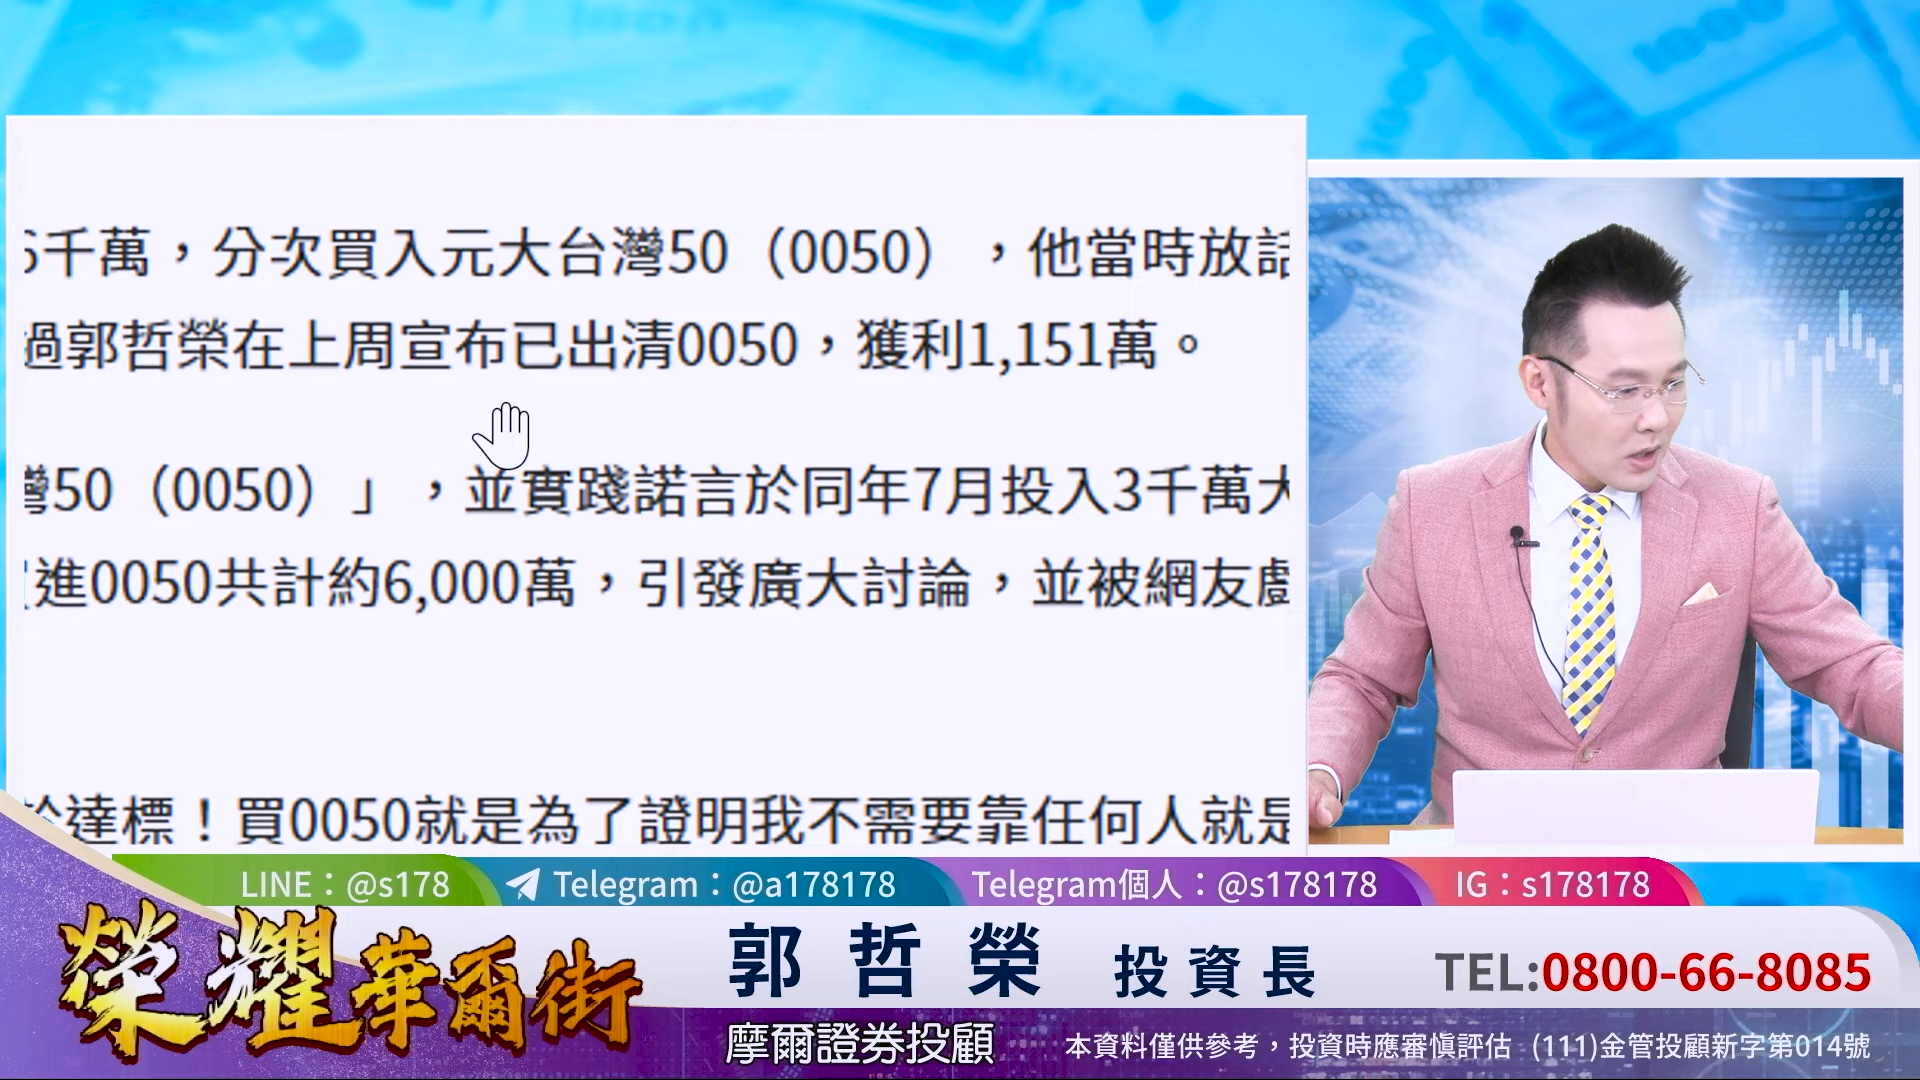 千萬，分次買入元大台灣50（0050），他當時放話
過郭哲榮在上周宣布已出清0050，獲利1,151萬。
灣50（0050）」，並實踐諾言於同年7月投入3千萬大
進0050共計約6,000萬，引發廣大討論，並被網友戲
達標！買0050就是為了證明我不需要靠任何人就是
LINE：@s178
Telegram：@a178178
Telegram個人：@s178178
IG：s178178
榮耀華爾街
郭哲榮 投資長
TEL:0800-66-8085
摩爾證券投顧
本資料僅供參考，投資時應審慎評估 (111)金管投顧新字第014號